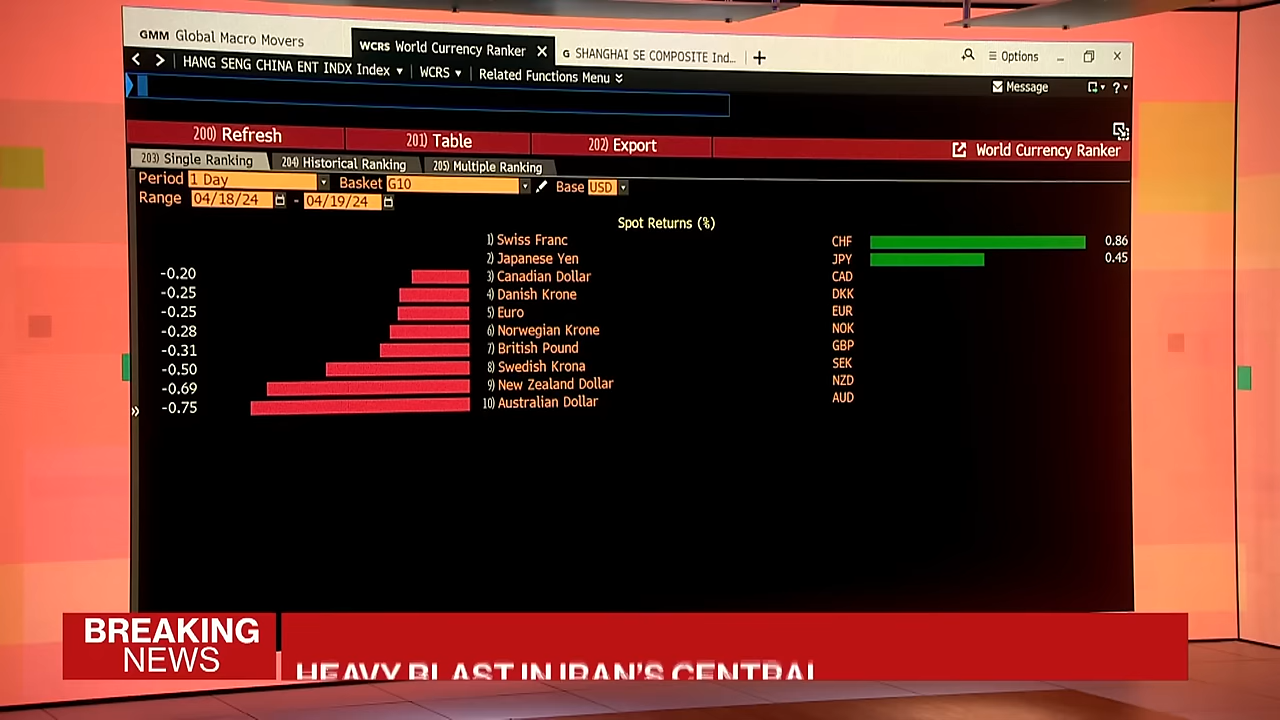 GMM Global Macro Movers
WCRS World Currency Ranker
G SHANGHAI SE COMPOSITE Ind...
Options
HANG SENG CHINA ENT INDX Index
WCRS
Related Functions Menu
Message
?
200) Refresh
201) Table
202) Export
World Currency Ranker
203) Single Ranking
204) Historical Ranking
205) Multiple Ranking
Period 1 Day Basket G10 Base USD
Range 04/18/24 - 04/19/24
Spot Returns (%)
1) Swiss Franc CHF 0.86
2) Japanese Yen JPY 0.45
-0.20 3) Canadian Dollar CAD
-0.25 4) Danish Krone DKK
-0.25 5) Euro EUR
-0.28 6) Norwegian Krone NOK
-0.31 7) British Pound GBP
-0.50 8) Swedish Krona SEK
-0.69 9) New Zealand Dollar NZD
-0.75 10) Australian Dollar AUD
BREAKING
NEWS
HEAVY BLAST IN IRAN'S CENTRAL